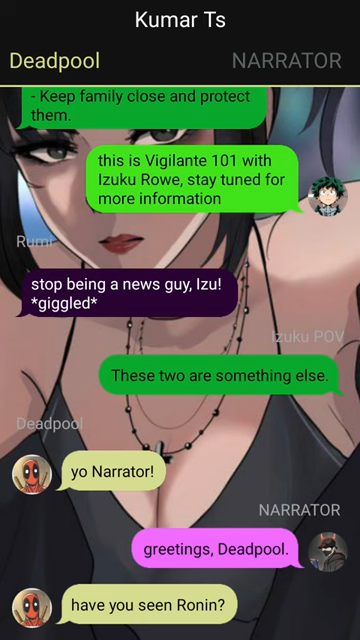 Kumar Ts
Deadpool
NARRATOR
- Keep family close and protect
them.
this is Vigilante 101 with
Izuku Rowe, stay tuned for
more information
Rumi
stop being a news guy, Izu!
*giggled*
Izuku POV
These two are something else.
Deadpool
yo Narrator!
NARRATOR
greetings, Deadpool.
have you seen Ronin?